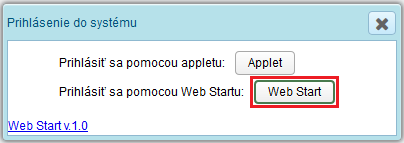 Prihlásenie do systému
Prihlásiť sa pomocou appletu: Applet
Prihlásiť sa pomocou Web Startu: Web Start
Web Start v.1.0